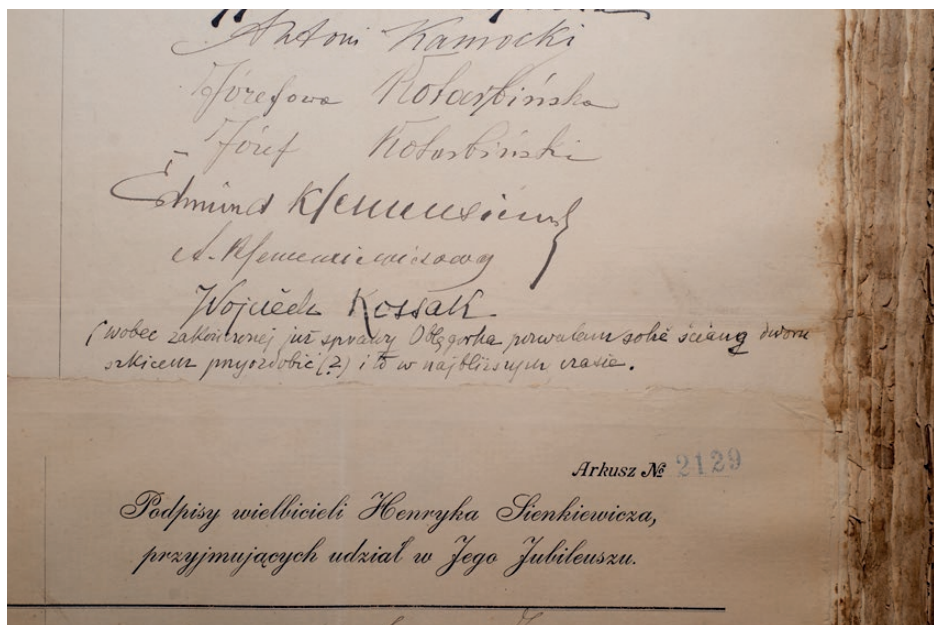 Antoni Kamocki
Józefowa Kotarbińska
Józef Kotarbiński
Edmund Klemensiewicz
A. Klemensiewiczowa
Wojciech Kossak
(wobec zakończonej już sprawy Oblęgorka pozwalam sobie ścianę dworu
szkicem przyozdobić (?) i to w najbliższym czasie.
Arkusz № 2129
Podpisy wielbicieli Henryka Sienkiewicza,
przyjmujących udział w Jego Jubileuszu.